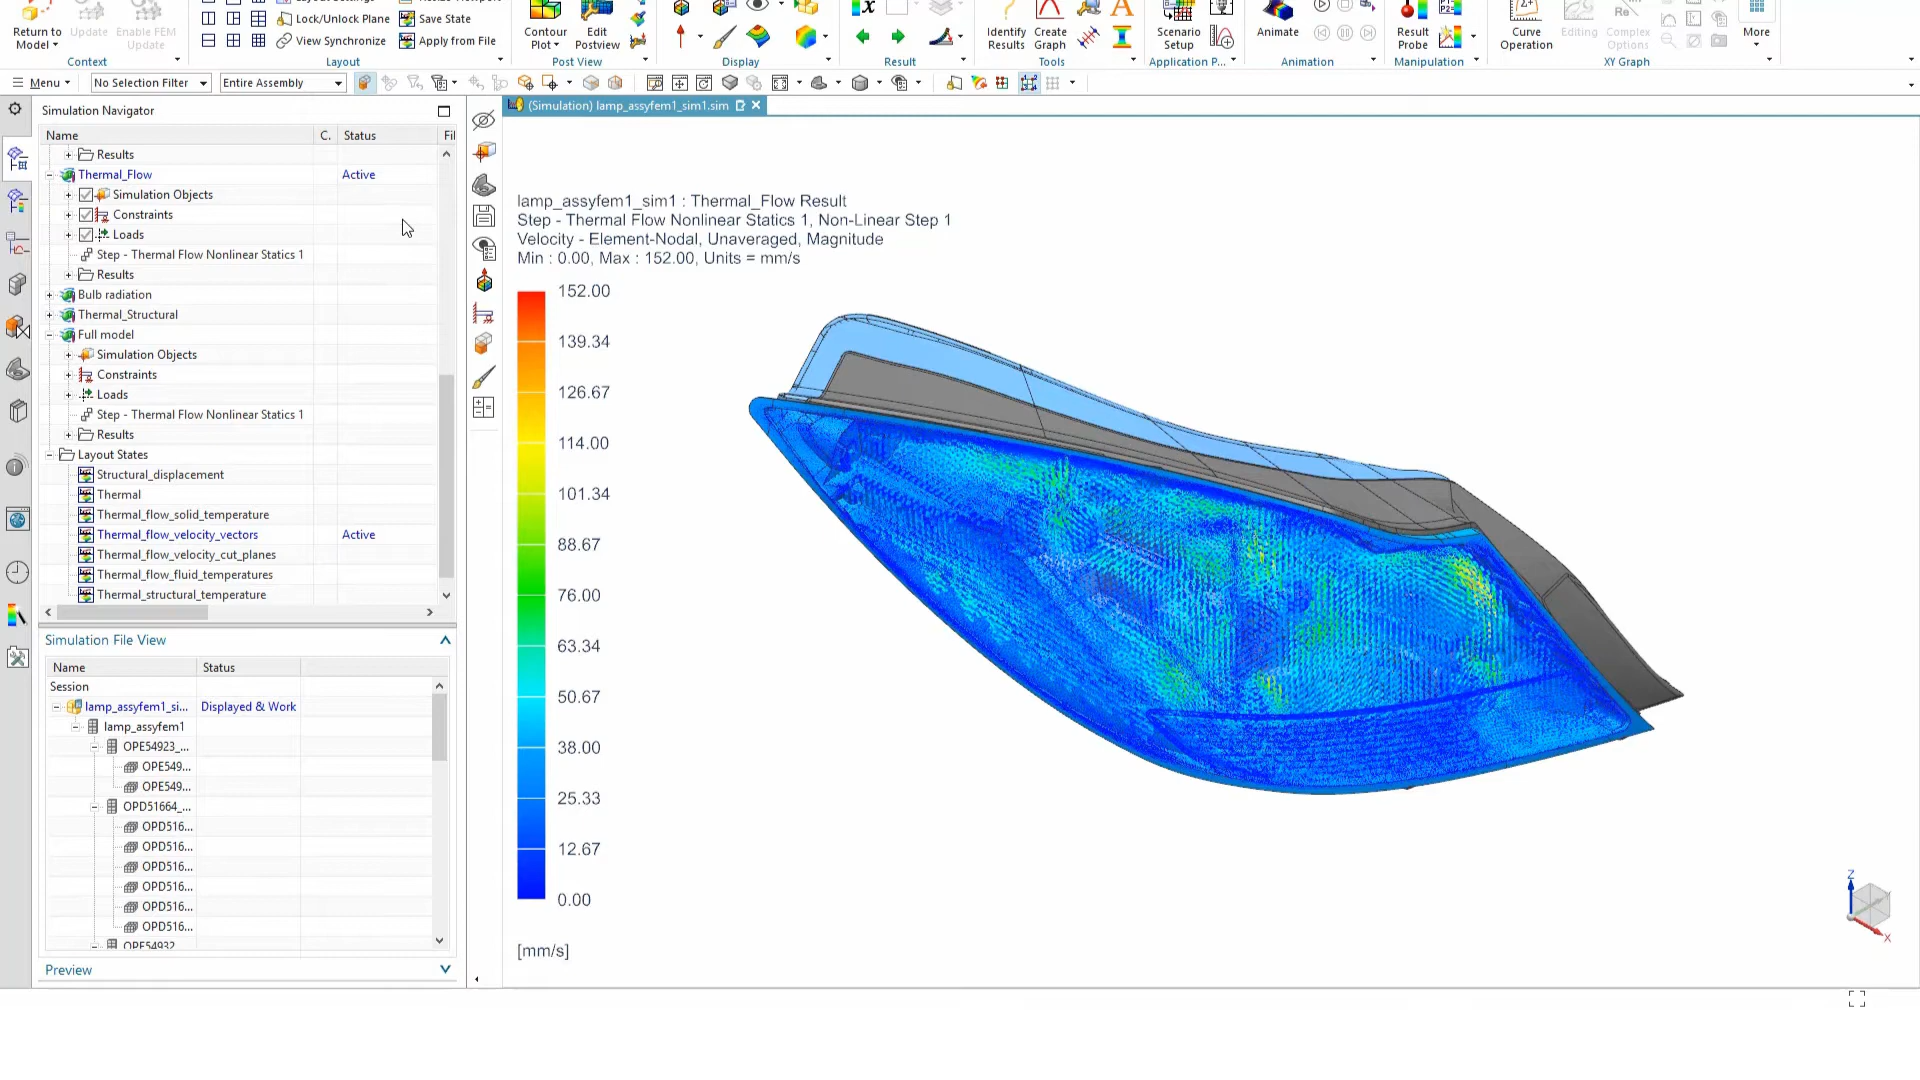 Return to Model
Update
Enable FEM Update
Context
Lock/Unlock Plane
Save State
View Synchronize
Apply from File
Layout
Contour Plot
Edit Postview
Post View
Display
Result
Identify Results
Create Graph
Tools
Scenario Setup
Application P...
Animate
Animation
Result Probe
Manipulation
Curve Operation
Editing
Complex Options
XY Graph
More
Menu
No Selection Filter
Entire Assembly
Simulation Navigator
(Simulation) lamp_assyfem1_sim1.sim
Name C. Status Fil
Results
Thermal_Flow Active
Simulation Objects
Constraints
Loads
Step - Thermal Flow Nonlinear Statics 1
Results
Bulb radiation
Thermal_Structural
Full model
Simulation Objects
Constraints
Loads
Step - Thermal Flow Nonlinear Statics 1
Results
Layout States
Structural_displacement
Thermal
Thermal_flow_solid_temperature
Thermal_flow_velocity_vectors Active
Thermal_flow_velocity_cut_planes
Thermal_flow_fluid_temperatures
Thermal_structural_temperature
Simulation File View
Name Status
Session
lamp_assyfem1_si... Displayed & Work
lamp_assyfem1
OPE54923_...
OPE549...
OPE549...
OPD51664_...
OPD516...
OPD516...
OPD516...
OPD516...
OPD516...
OPD516...
OPE54932
Preview
lamp_assyfem1_sim1 : Thermal_Flow Result
Step - Thermal Flow Nonlinear Statics 1, Non-Linear Step 1
Velocity - Element-Nodal, Unaveraged, Magnitude
Min : 0.00, Max : 152.00, Units = mm/s
152.00
139.34
126.67
114.00
101.34
88.67
76.00
63.34
50.67
38.00
25.33
12.67
0.00
[mm/s]
Z
X